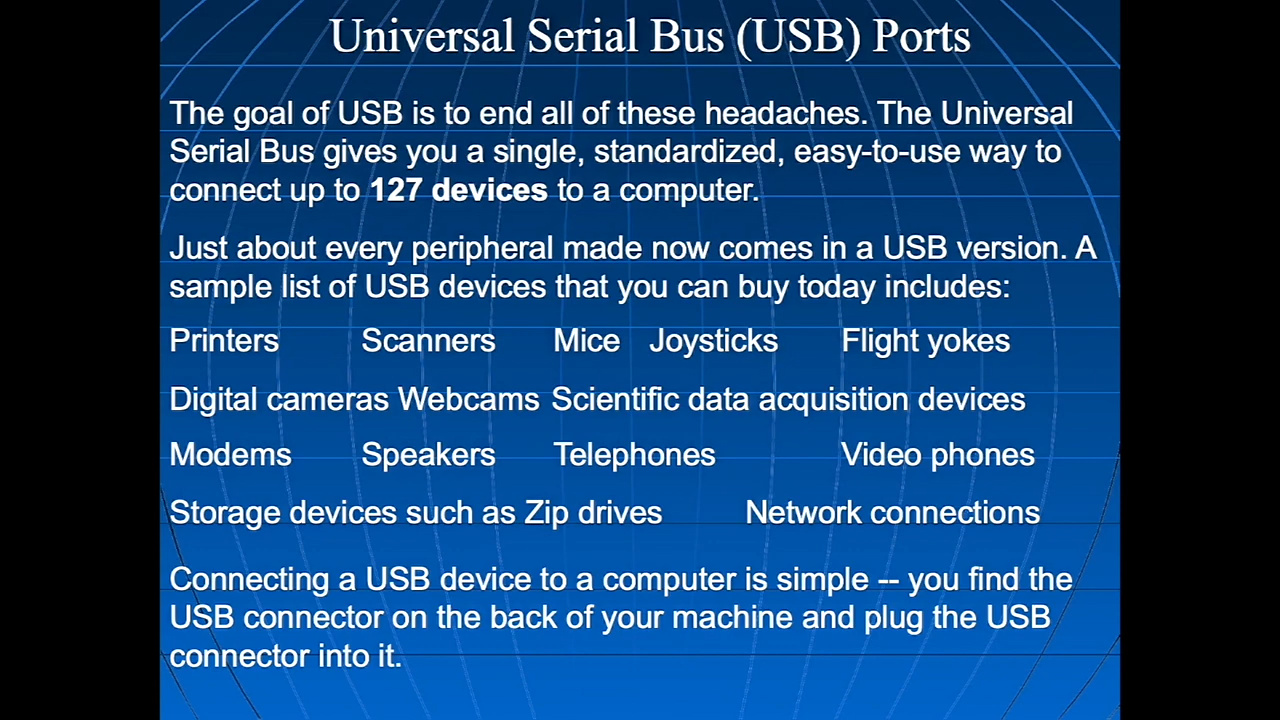 Universal Serial Bus (USB) Ports
The goal of USB is to end all of these headaches. The Universal
Serial Bus gives you a single, standardized, easy-to-use way to
connect up to 127 devices to a computer.
Just about every peripheral made now comes in a USB version. A
sample list of USB devices that you can buy today includes:
Printers Scanners Mice Joysticks Flight yokes
Digital cameras Webcams Scientific data acquisition devices
Modems Speakers Telephones Video phones
Storage devices such as Zip drives Network connections
Connecting a USB device to a computer is simple -- you find the
USB connector on the back of your machine and plug the USB
connector into it.